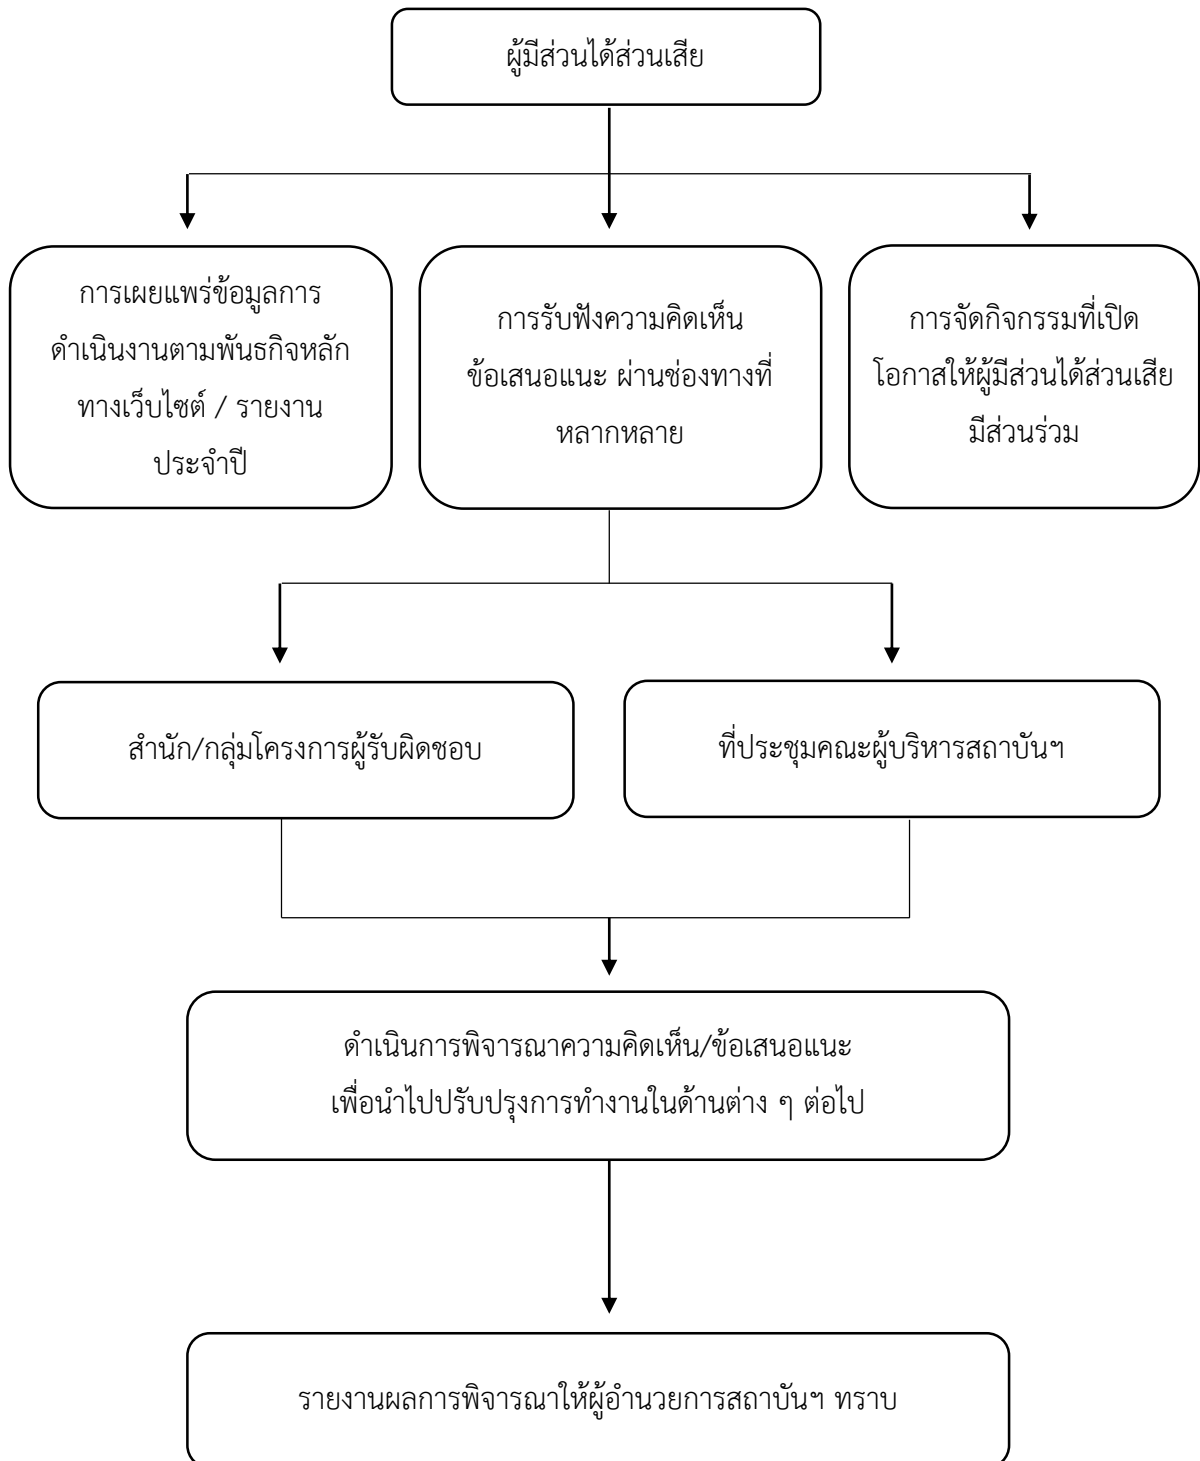 ผู้มีส่วนได้ส่วนเสีย
การเผยแพร่ข้อมูลการ
ดำเนินงานตามพันธกิจหลัก
ทางเว็บไซต์ / รายงาน
ประจำปี
การรับฟังความคิดเห็น
ข้อเสนอแนะ ผ่านช่องทางที่
หลากหลาย
การจัดกิจกรรมที่เปิด
โอกาสให้ผู้มีส่วนได้ส่วนเสีย
มีส่วนร่วม
สำนัก/กลุ่มโครงการผู้รับผิดชอบ
ที่ประชุมคณะผู้บริหารสถาบันฯ
ดำเนินการพิจารณาความคิดเห็น/ข้อเสนอแนะ
เพื่อนำไปปรับปรุงการทำงานในด้านต่าง ๆ ต่อไป
รายงานผลการพิจารณาให้ผู้อำนวยการสถาบันฯ ทราบ